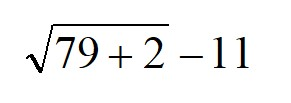 √(79 + 2) − 11